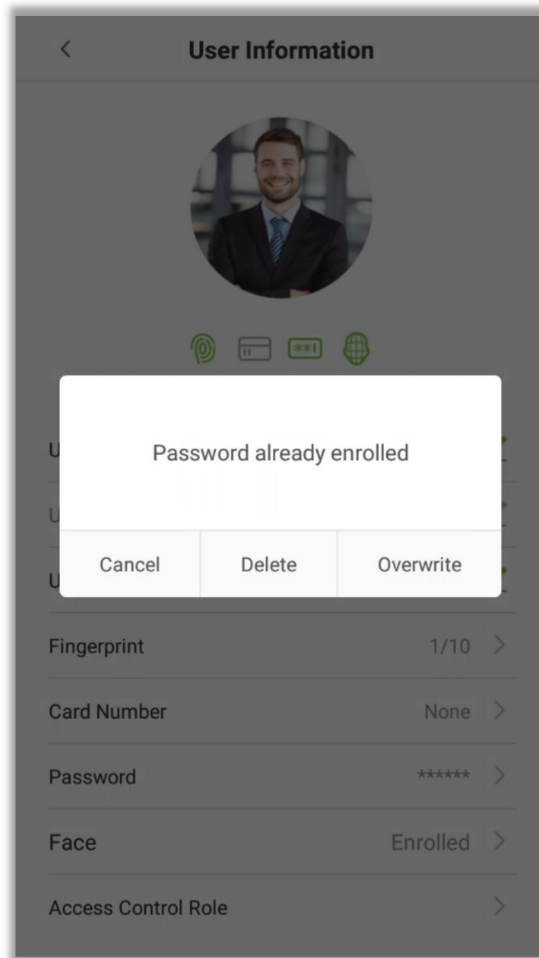 User Information
Password already enrolled
U
U
Cancel Delete Overwrite
U
Fingerprint 1/10
Card Number None
Password ******
Face Enrolled
Access Control Role